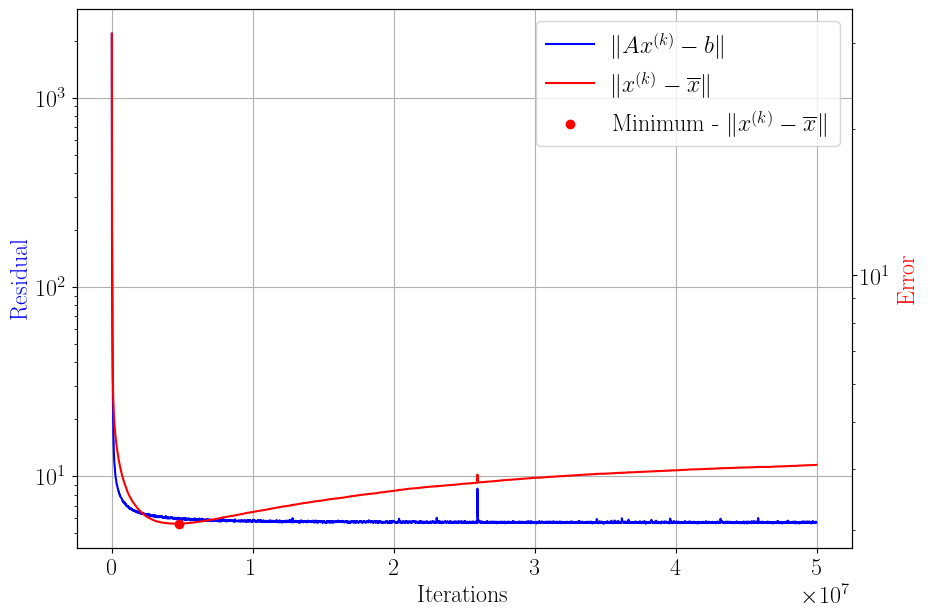 ‖Ax^(k) − b‖
‖x^(k) − x̅‖
Minimum - ‖x^(k) − x̅‖
10^3
10^2
10^1
Residual
10^1
Error
0 1 2 3 4 5
Iterations
×10^7